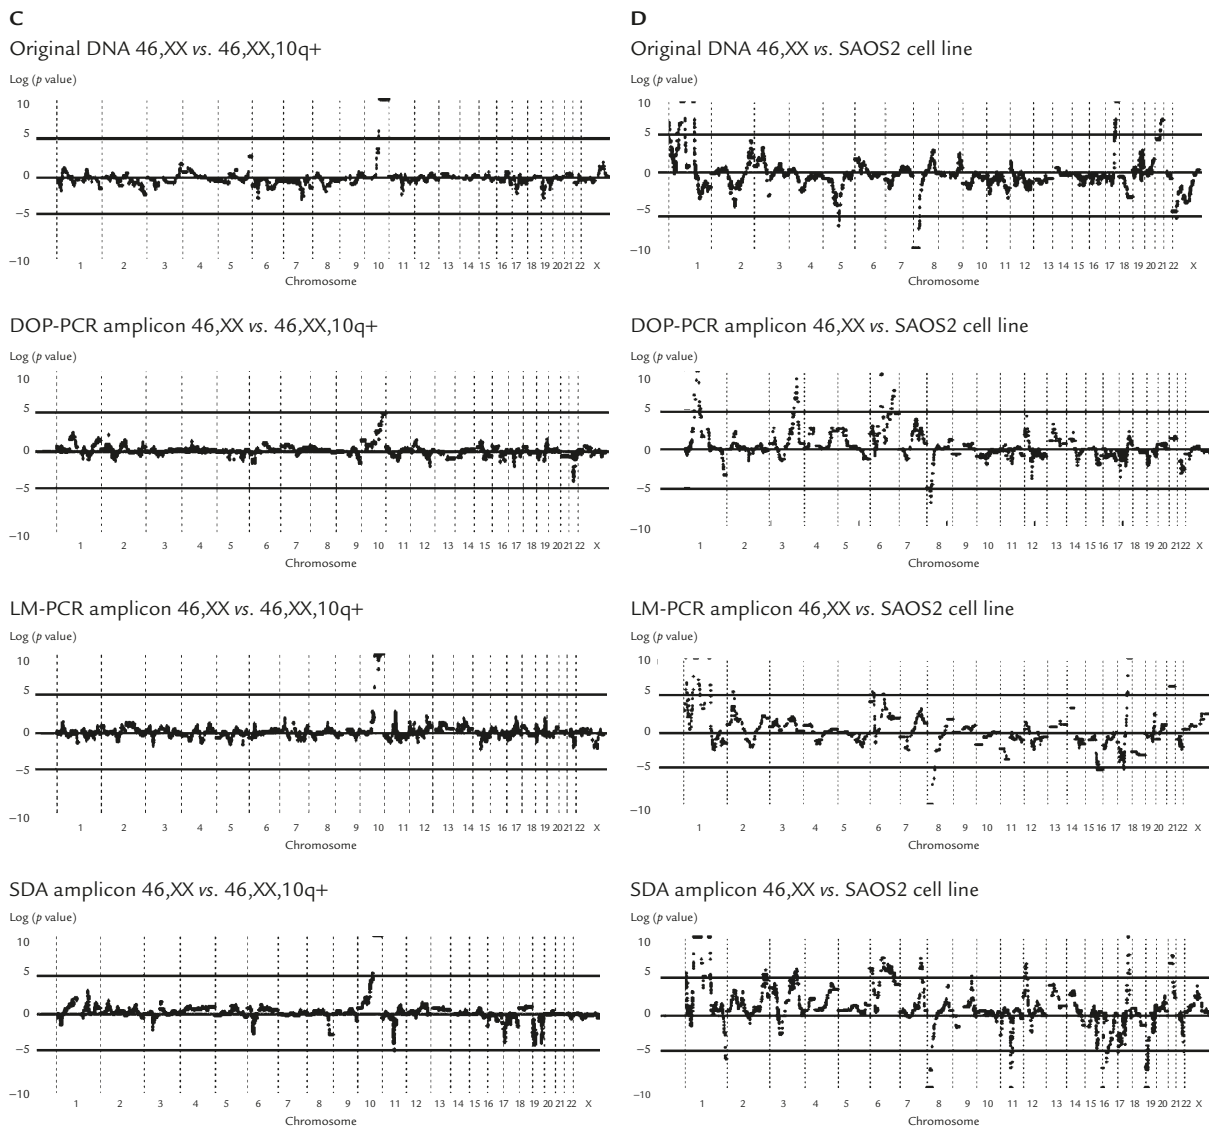 C
Original DNA 46,XX vs. 46,XX,10q+
Log (p value)
10
5
0
−5
−10
1 2 3 4 5 6 7 8 9 10 11 12 13 14 15 16 17 18 19 20 21 22 X
Chromosome
DOP-PCR amplicon 46,XX vs. 46,XX,10q+
Log (p value)
10
5
0
−5
−10
1 2 3 4 5 6 7 8 9 10 11 12 13 14 15 16 17 18 19 20 21 22 X
Chromosome
LM-PCR amplicon 46,XX vs. 46,XX,10q+
Log (p value)
10
5
0
−5
−10
1 2 3 4 5 6 7 8 9 10 11 12 13 14 15 16 17 18 19 20 21 22 X
Chromosome
SDA amplicon 46,XX vs. 46,XX,10q+
Log (p value)
10
5
0
−5
−10
1 2 3 4 5 6 7 8 9 10 11 12 13 14 15 16 17 18 19 20 21 22 X
Chromosome
D
Original DNA 46,XX vs. SAOS2 cell line
Log (p value)
10
5
0
−5
−10
1 2 3 4 5 6 7 8 9 10 11 12 13 14 15 16 17 18 19 20 21 22 X
Chromosome
DOP-PCR amplicon 46,XX vs. SAOS2 cell line
Log (p value)
10
5
0
−5
−10
1 2 3 4 5 6 7 8 9 10 11 12 13 14 15 16 17 18 19 20 21 22 X
Chromosome
LM-PCR amplicon 46,XX vs. SAOS2 cell line
Log (p value)
10
5
0
−5
−10
1 2 3 4 5 6 7 8 9 10 11 12 13 14 15 16 17 18 19 20 21 22 X
Chromosome
SDA amplicon 46,XX vs. SAOS2 cell line
Log (p value)
10
5
0
−5
−10
1 2 3 4 5 6 7 8 9 10 11 12 13 14 15 16 17 18 19 20 21 22 X
Chromosome